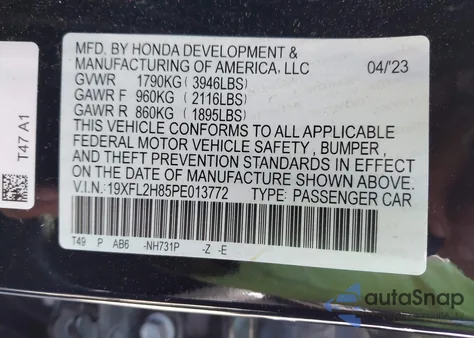 MFD. BY HONDA DEVELOPMENT &
MANUFACTURING OF AMERICA, LLC 04/'23
GVWR 1790KG (3946LBS)
GAWR F 960KG (2116LBS)
GAWR R 860KG (1895LBS)
THIS VEHICLE CONFORMS TO ALL APPLICABLE
FEDERAL MOTOR VEHICLE SAFETY , BUMPER ,
AND THEFT PREVENTION STANDARDS IN EFFECT
ON THE DATE OF MANUFACTURE SHOWN ABOVE.
V.I.N.:19XFL2H85PE013772 TYPE: PASSENGER CAR
T49 P AB6 -NH731P -Z -E
T47 A1
autoSnap